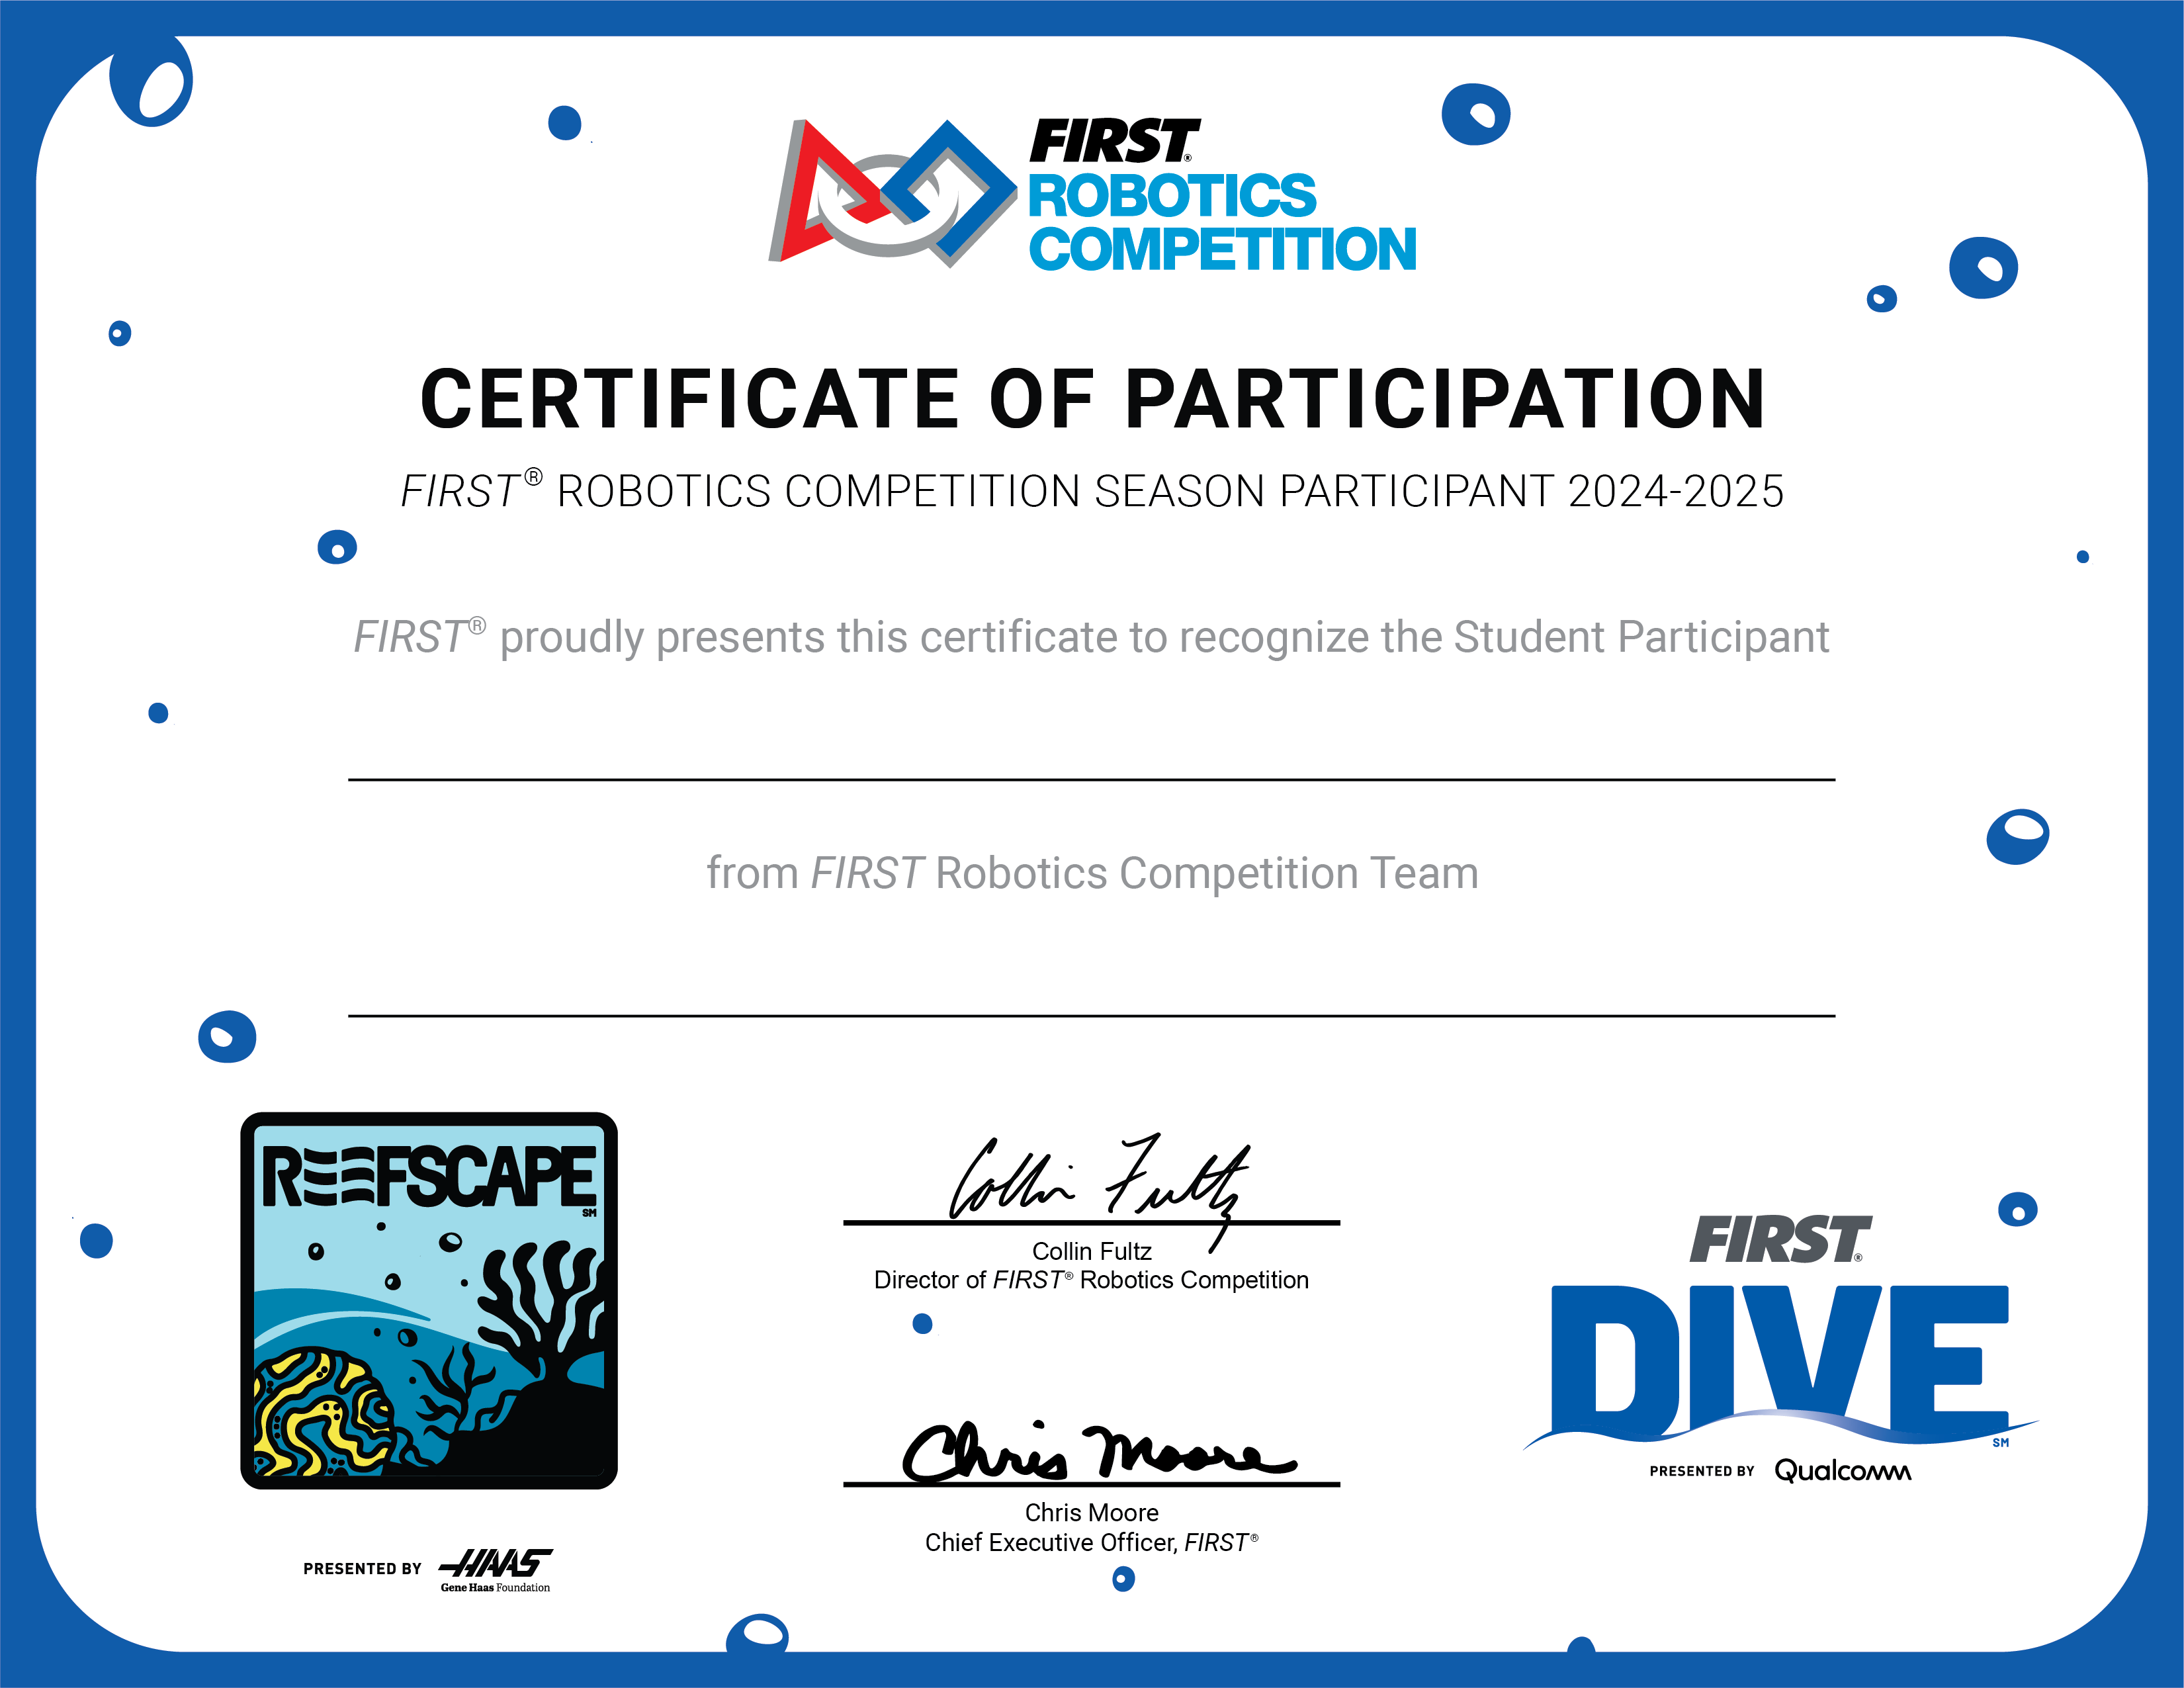 FIRST®
ROBOTICS
COMPETITION
CERTIFICATE OF PARTICIPATION
FIRST® ROBOTICS COMPETITION SEASON PARTICIPANT 2024-2025
FIRST® proudly presents this certificate to recognize the Student Participant
from FIRST Robotics Competition Team
REEFSCAPE SM
PRESENTED BY HAAS
Gene Haas Foundation
Collin Fultz
Collin Fultz
Director of FIRST® Robotics Competition
Chris Moore
Chris Moore
Chief Executive Officer, FIRST®
FIRST®
DIVE SM
PRESENTED BY Qualcomm